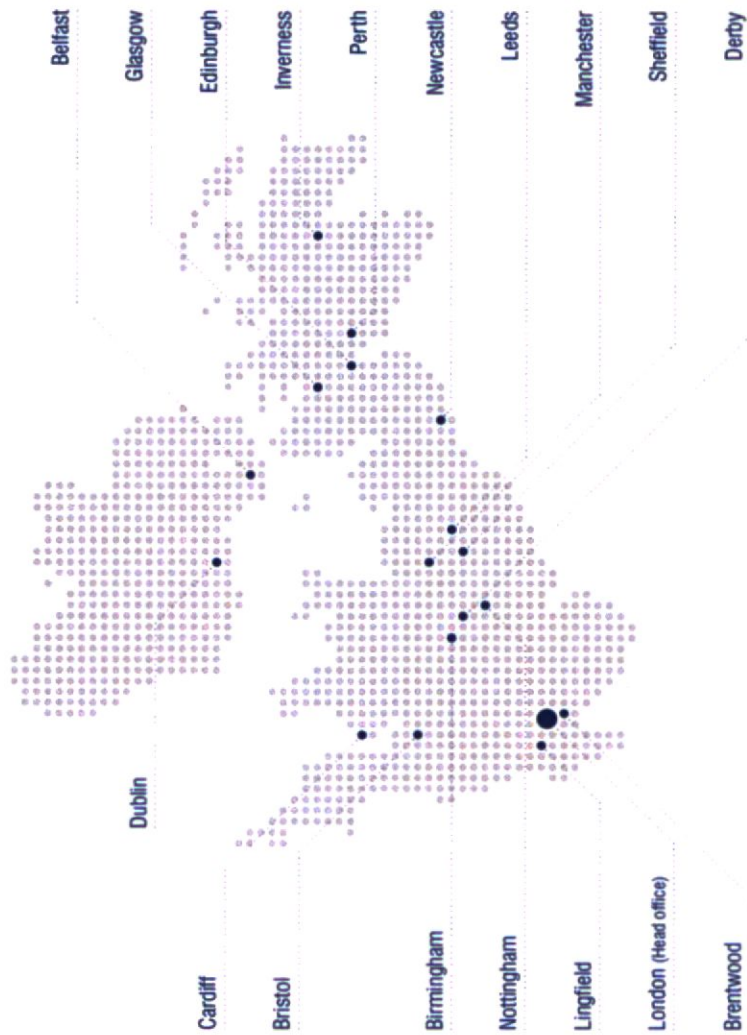 Belfast
Glasgow
Edinburgh
Inverness
Perth
Newcastle
Leeds
Manchester
Sheffield
Derby
Dublin
Cardiff
Bristol
Birmingham
Nottingham
Lingfield
London (Head office)
Brentwood